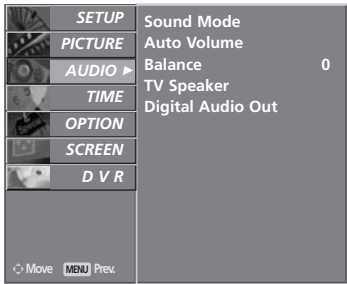 SETUP
PICTURE
AUDIO ►
TIME
OPTION
SCREEN
D V R
Sound Mode
Auto Volume
Balance 0
TV Speaker
Digital Audio Out
Move MENU Prev.